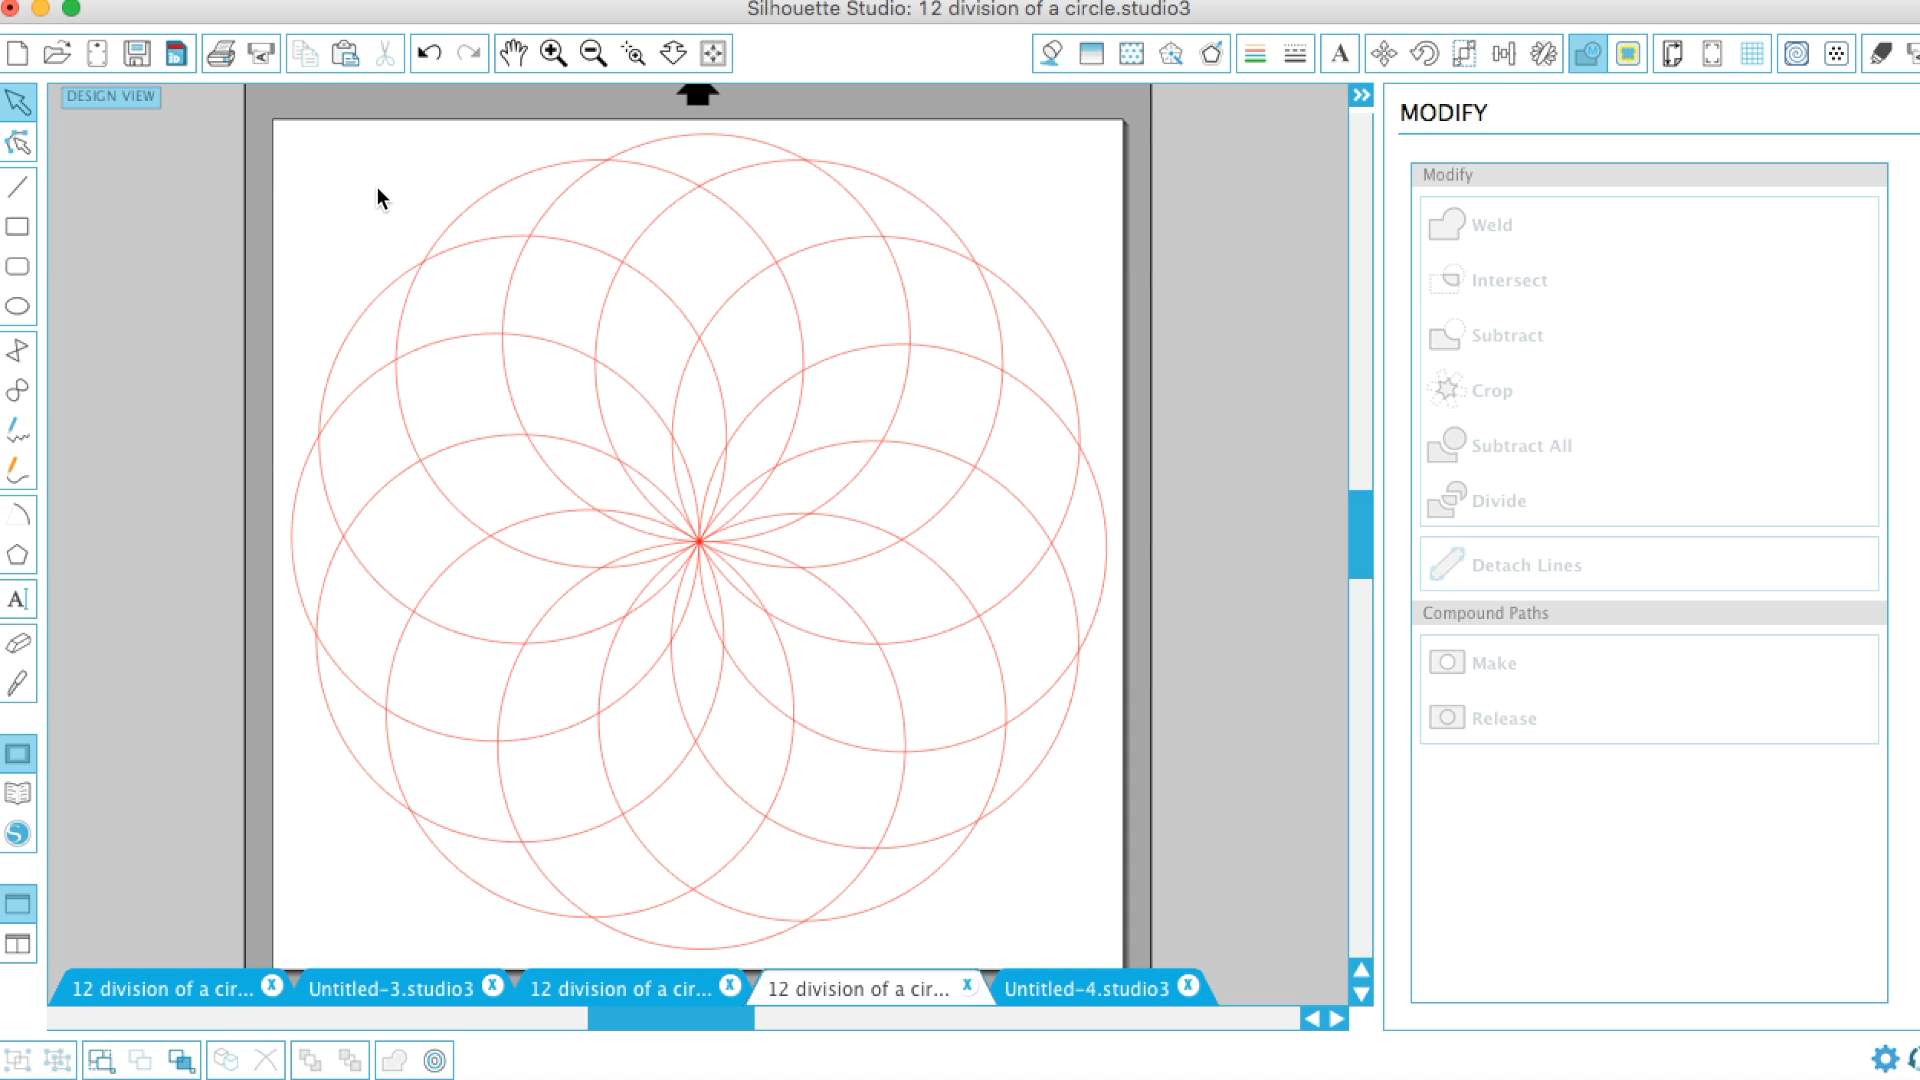 Silhouette Studio: 12 division of a circle.studio3
DESIGN VIEW
MODIFY
Modify
Weld
Intersect
Subtract
Crop
Subtract All
Divide
Detach Lines
Compound Paths
Make
Release
12 division of a cir...
Untitled-3.studio3
12 division of a cir...
12 division of a cir...
Untitled-4.studio3